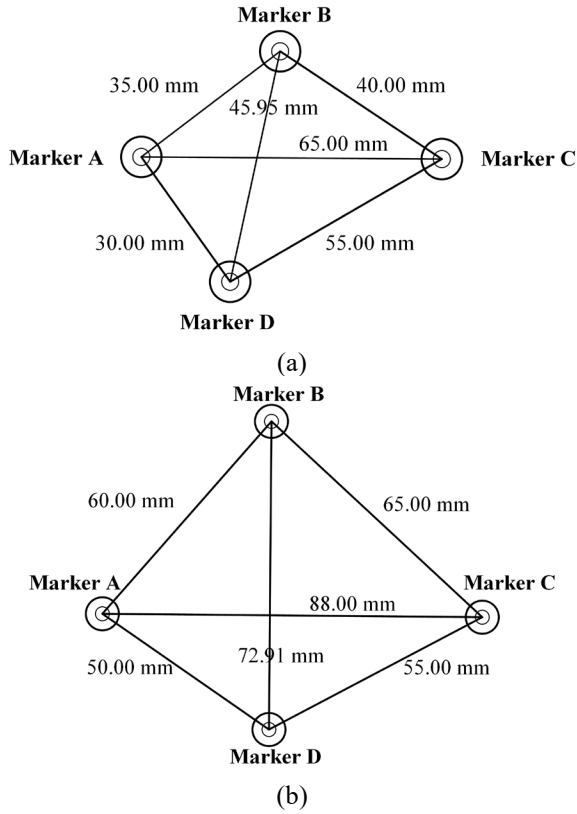 Marker B
35.00 mm
40.00 mm
45.95 mm
65.00 mm
Marker A
Marker C
30.00 mm
55.00 mm
Marker D
(a)
Marker B
60.00 mm
65.00 mm
Marker A
Marker C
88.00 mm
72.91 mm
50.00 mm
55.00 mm
Marker D
(b)